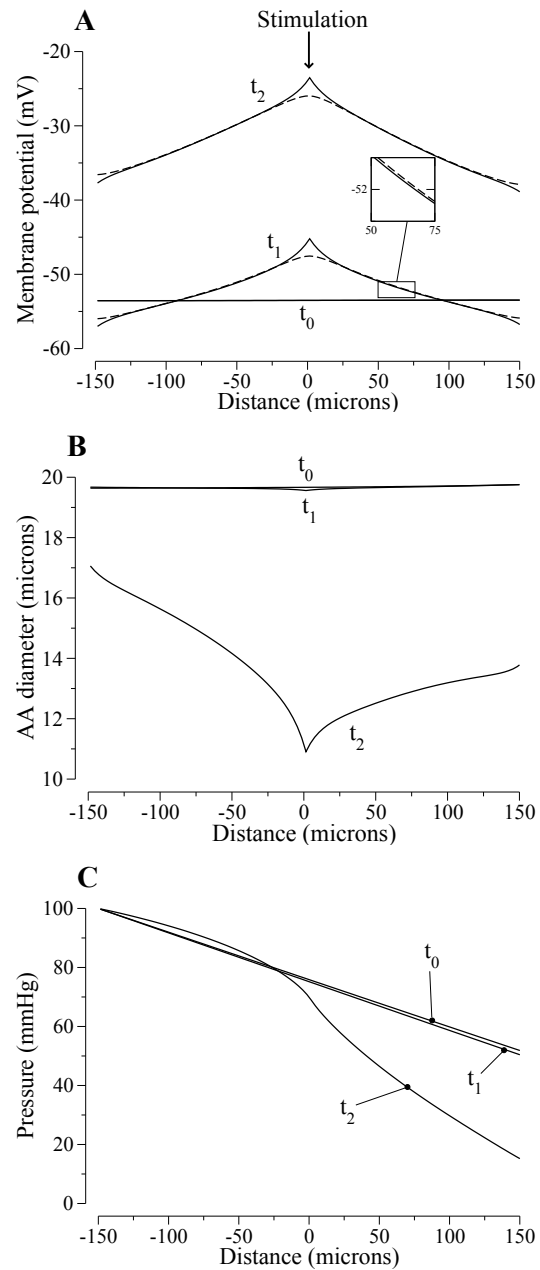 A
Stimulation
-20
-30
-40
-50
-60
Membrane potential (mV)
t2
-52
50 75
t1
t0
-150 -100 -50 0 50 100 150
Distance (microns)
B
20
18
16
14
12
10
AA diameter (microns)
t0
t1
t2
-150 -100 -50 0 50 100 150
Distance (microns)
C
100
80
60
40
20
0
Pressure (mmHg)
t0
t1
t2
-150 -100 -50 0 50 100 150
Distance (microns)